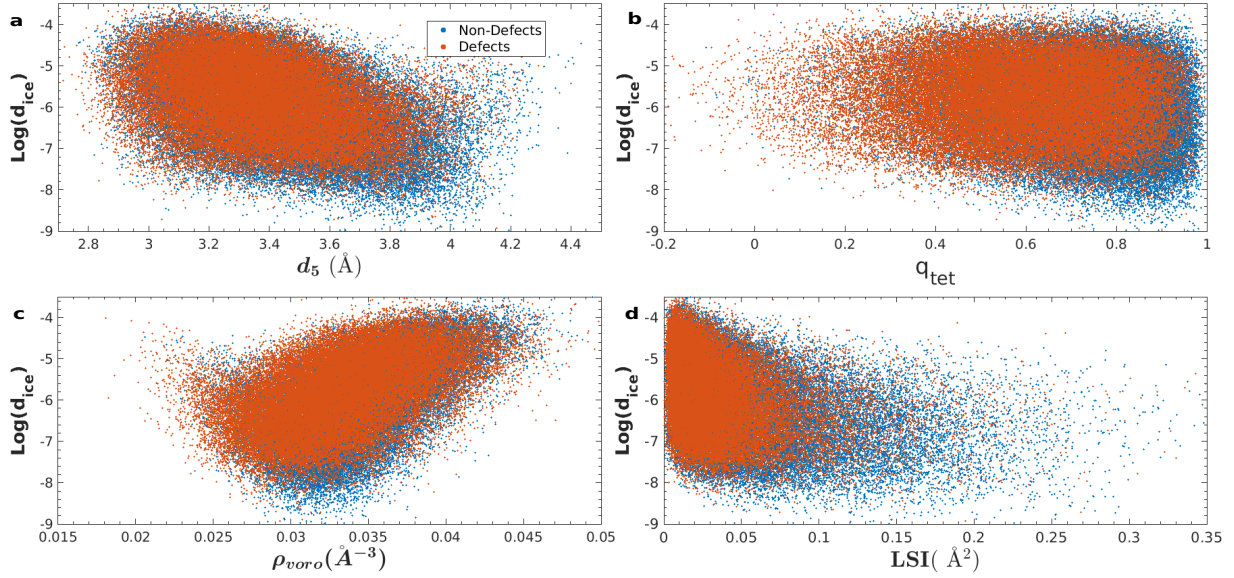 a
-4
-5
-6
-7
-8
-9
Log(d_ice)
2.8 3 3.2 3.4 3.6 3.8 4 4.2 4.4
d_5 (Å)
Non-Defects
Defects
b
-4
-5
-6
-7
-8
-9
Log(d_ice)
-0.2 0 0.2 0.4 0.6 0.8 1
q_tet
c
-4
-5
-6
-7
-8
-9
Log(d_ice)
0.015 0.02 0.025 0.03 0.035 0.04 0.045 0.05
ρ_voro(Å^−3)
d
-4
-5
-6
-7
-8
-9
Log(d_ice)
0 0.05 0.1 0.15 0.2 0.25 0.3 0.35
LSI( Å^2)